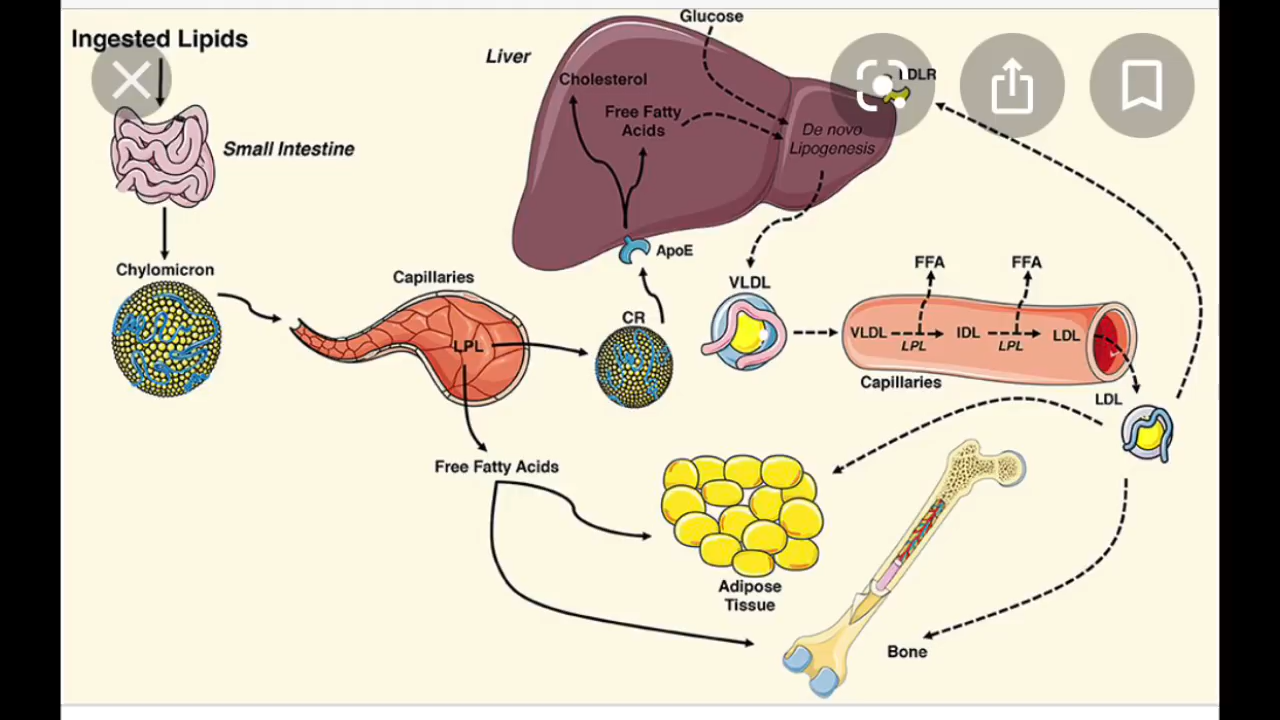 Ingested Lipids
Small Intestine
Chylomicron
Capillaries
LPL
Free Fatty Acids
CR
ApoE
Liver
Cholesterol
Free Fatty
Acids
Glucose
De novo
Lipogenesis
LDLR
VLDL
FFA
FFA
VLDL
LPL
IDL
LPL
LDL
Capillaries
LDL
Adipose
Tissue
Bone